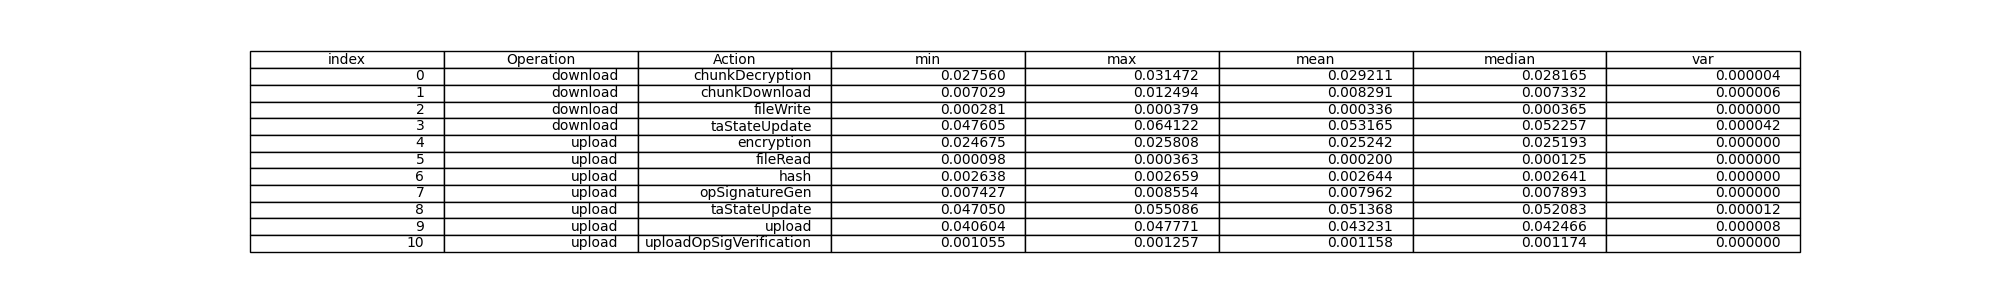 index Operation Action min max mean median var
0 download chunkDecryption 0.027560 0.031472 0.029211 0.028165 0.000004
1 download chunkDownload 0.007029 0.012494 0.008291 0.007332 0.000006
2 download fileWrite 0.000281 0.000379 0.000336 0.000365 0.000000
3 download taStateUpdate 0.047605 0.064122 0.053165 0.052257 0.000042
4 upload encryption 0.024675 0.025808 0.025242 0.025193 0.000000
5 upload fileRead 0.000098 0.000363 0.000200 0.000125 0.000000
6 upload hash 0.002638 0.002659 0.002644 0.002641 0.000000
7 upload opSignatureGen 0.007427 0.008554 0.007962 0.007893 0.000000
8 upload taStateUpdate 0.047050 0.055086 0.051368 0.052083 0.000012
9 upload upload 0.040604 0.047771 0.043231 0.042466 0.000008
10 upload uploadOpSigVerification 0.001055 0.001257 0.001158 0.001174 0.000000